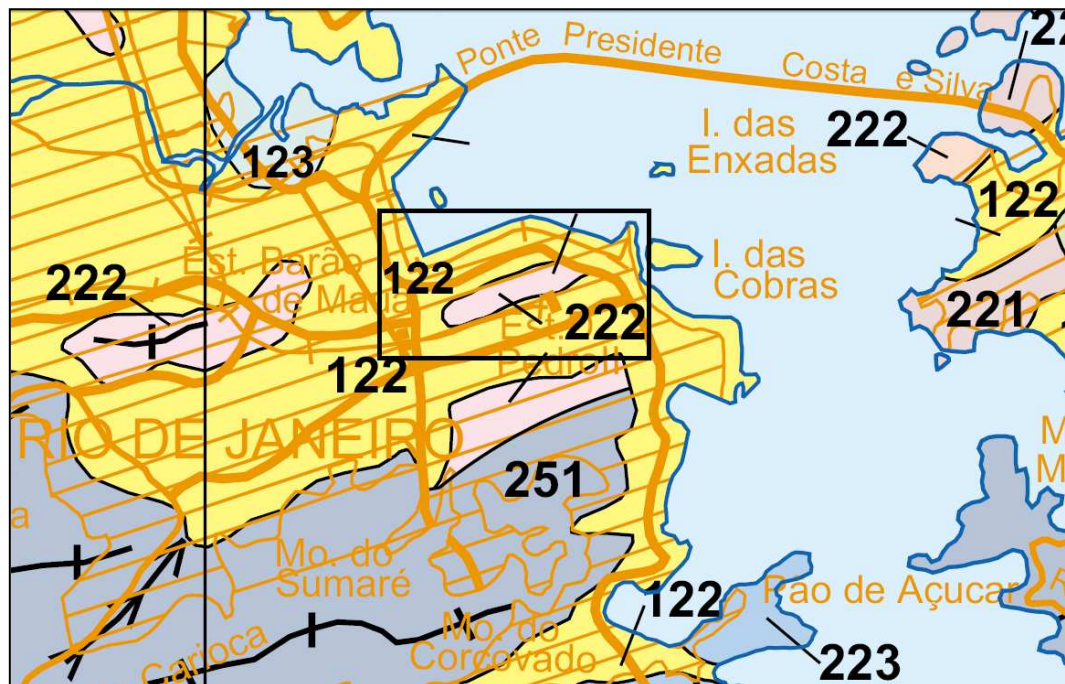 Ponte Presidente Costa e Silva
22
I. das
Enxadas
222
123
122
Est. Barão
de Mauá
222
122
I. das
Cobras
222
Est.
Pedro II
221
122
RIO DE JANEIRO
M
M
251
a
Mo. do
Sumaré
Pão de Açucar
122
Carioca
Mo. do
Corcovado
223